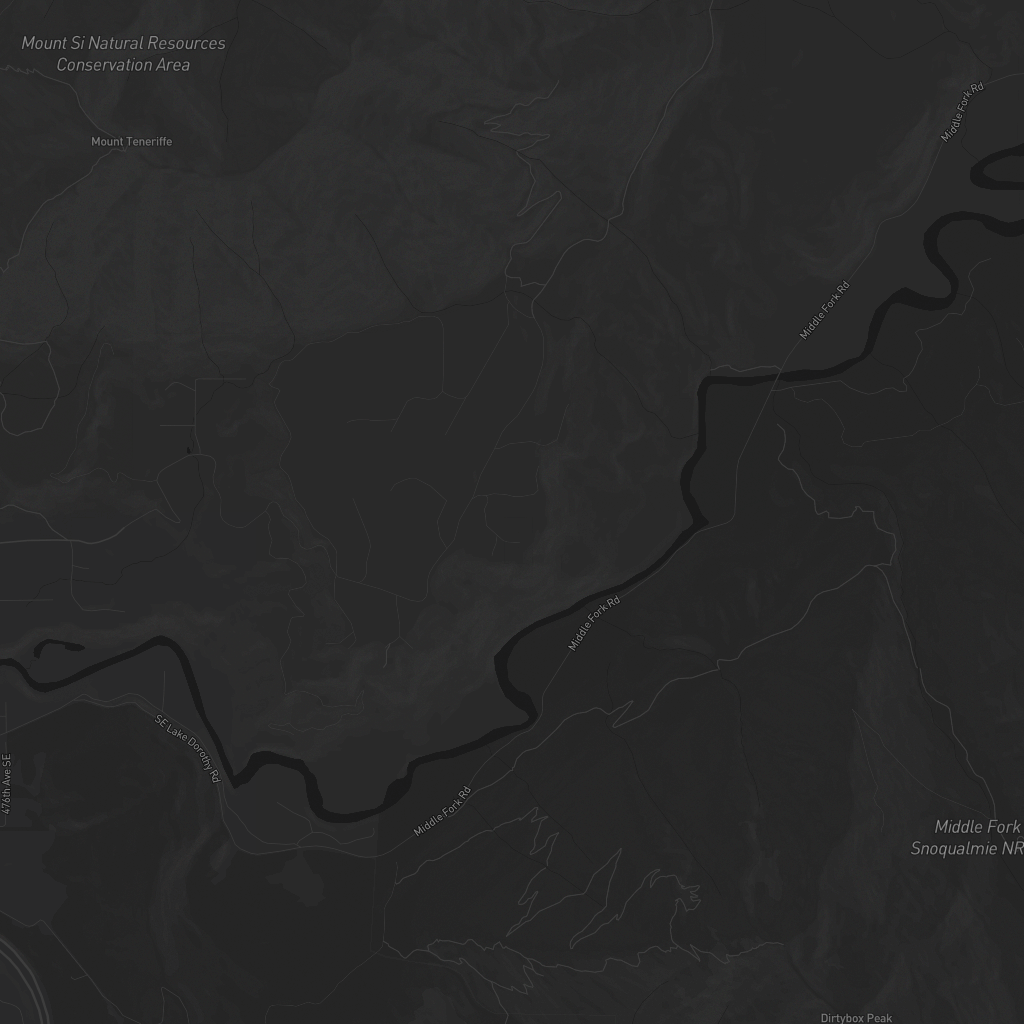 Mount Si Natural Resources
Conservation Area
Middle Fork Rd
Mount Teneriffe
Middle Fork Rd
Middle Fork Rd
SE Lake Dorothy Rd
476th Ave SE
Middle Fork Rd
Middle Fork
Snoqualmie NR
Dirtybox Peak